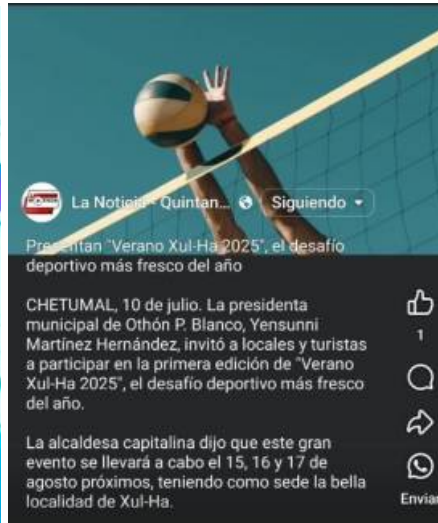 La Noticia - Quintan... Siguiendo
Presentan "Verano Xul-Ha 2025", el desafío
deportivo más fresco del año
CHETUMAL, 10 de julio. La presidenta
municipal de Othón P. Blanco, Yensunni
Martínez Hernández, invitó a locales y turistas
a participar en la primera edición de "Verano
Xul-Ha 2025", el desafío deportivo más fresco
del año.
La alcaldesa capitalina dijo que este gran
evento se llevará a cabo el 15, 16 y 17 de
agosto próximos, teniendo como sede la bella
localidad de Xul-Ha.
1
Enviar